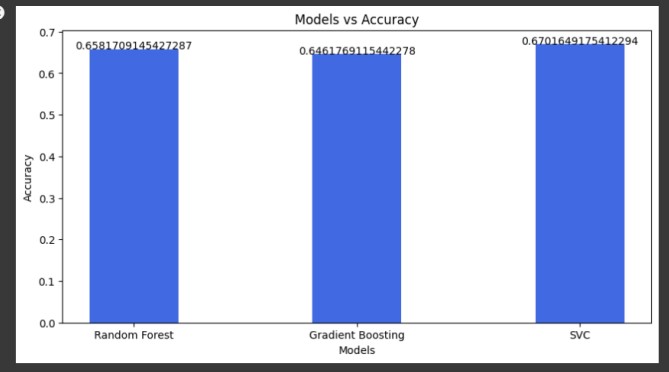 Models vs Accuracy
0.7
0.6
0.5
0.4
0.3
0.2
0.1
0.0
Accuracy
0.6581709145427287
0.6461769115442278
0.6701649175412294
Random Forest
Gradient Boosting
SVC
Models